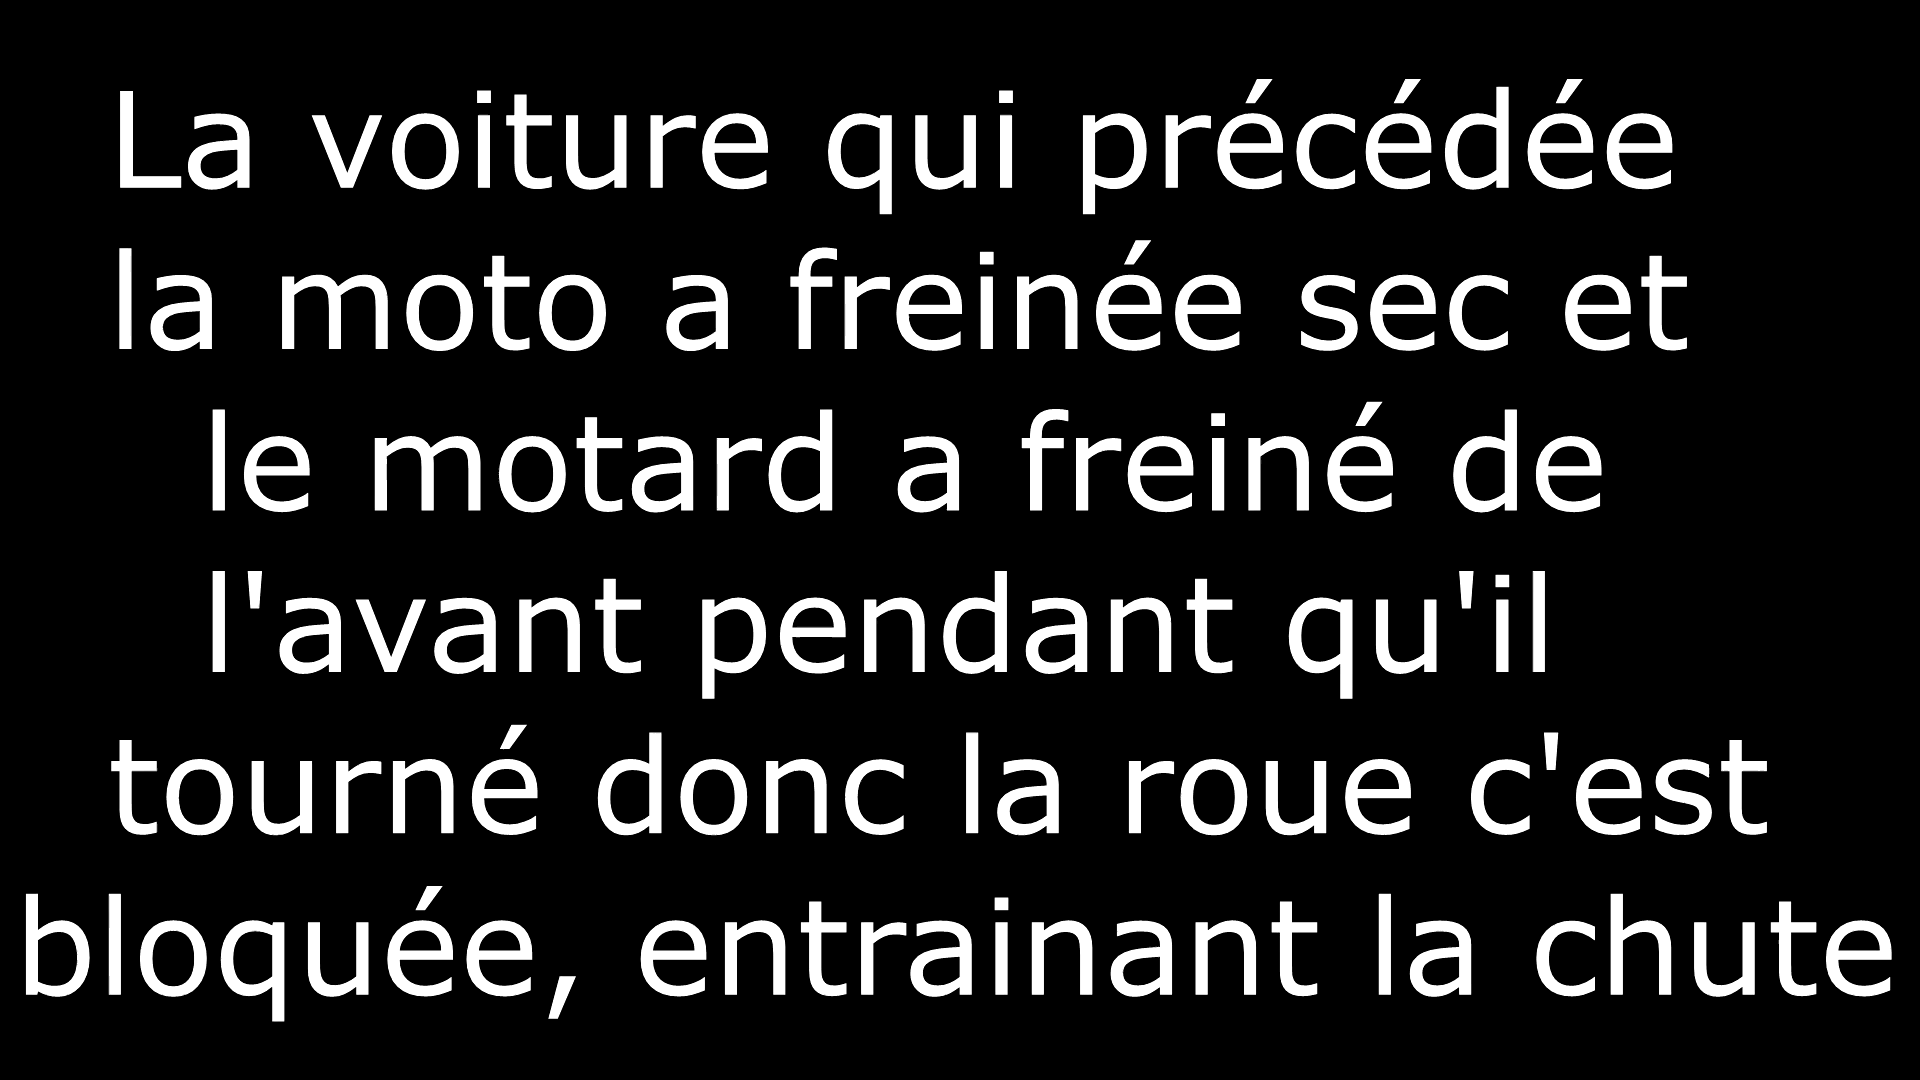 La voiture qui précédée
la moto a freinée sec et
le motard a freiné de
l'avant pendant qu'il
tourné donc la roue c'est
bloquée, entrainant la chute